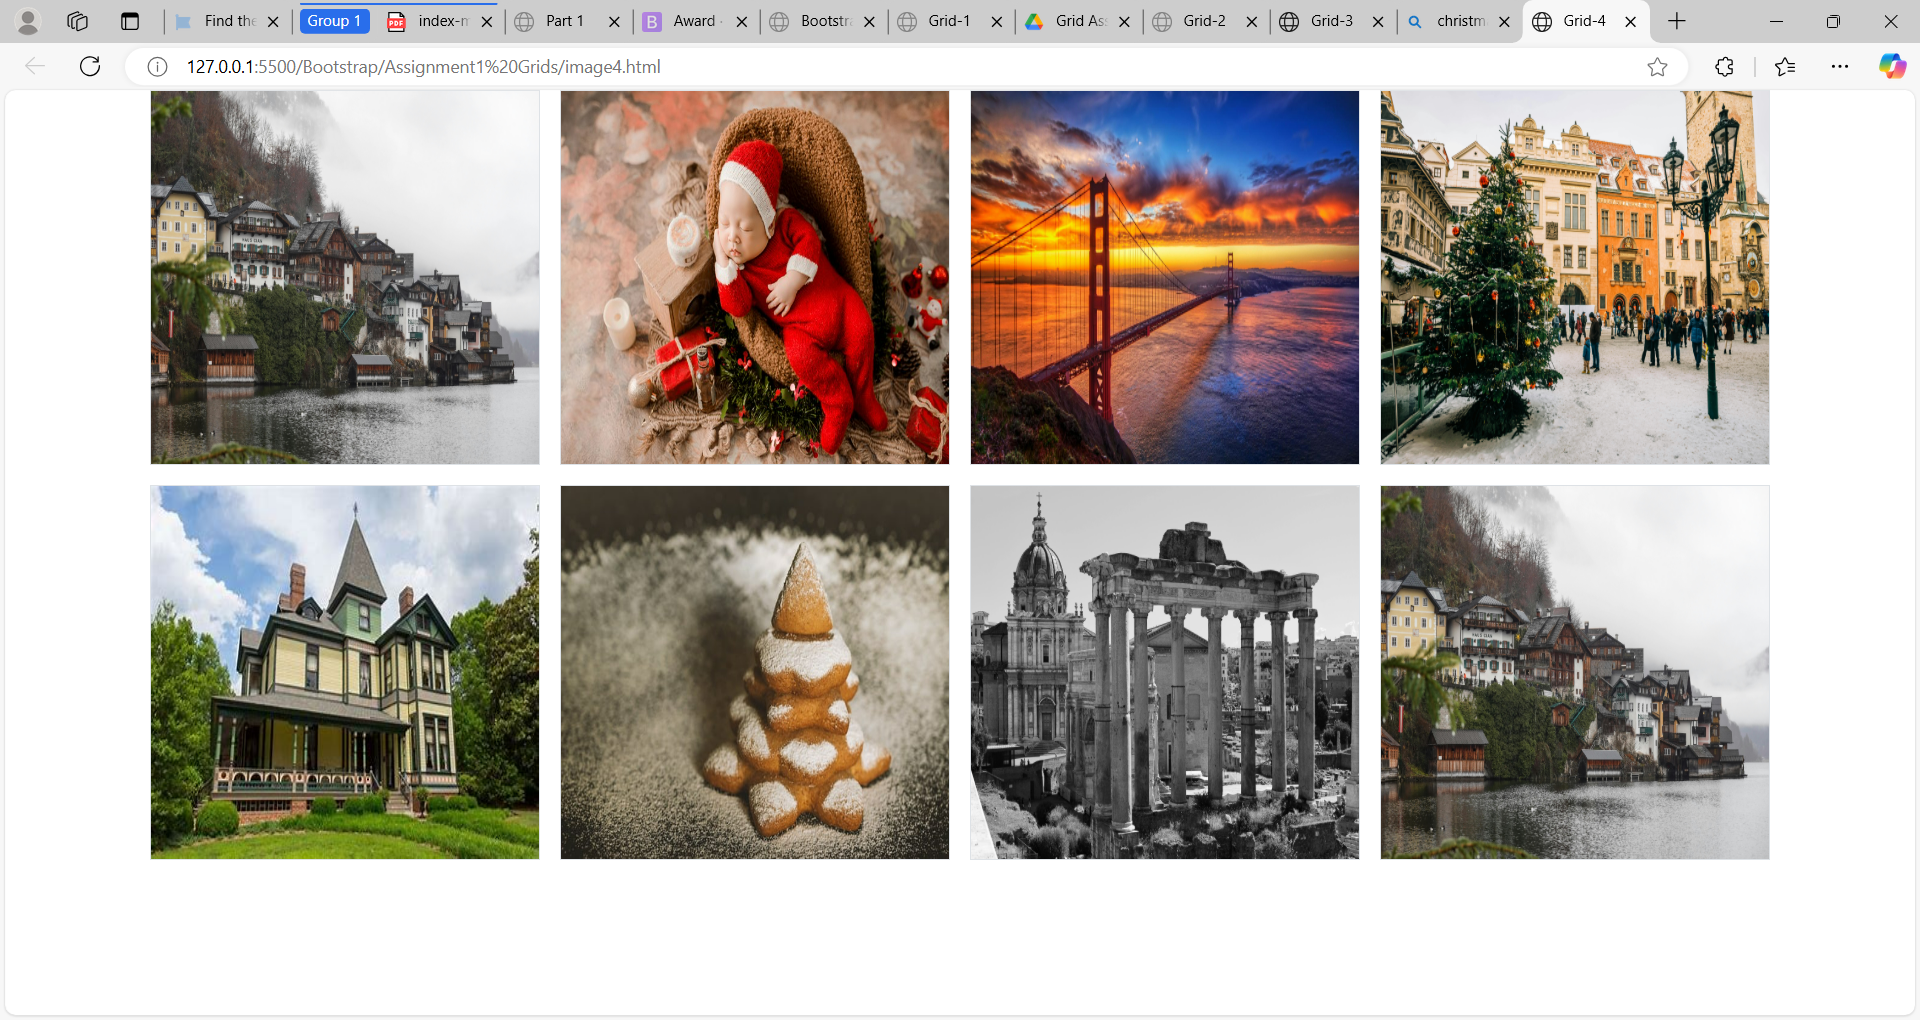 Find the
Group 1
index-m
Part 1
Award -
Bootstra
Grid-1
Grid As
Grid-2
Grid-3
christm
Grid-4
127.0.0.1:5500/Bootstrap/Assignment1%20Grids/image4.html